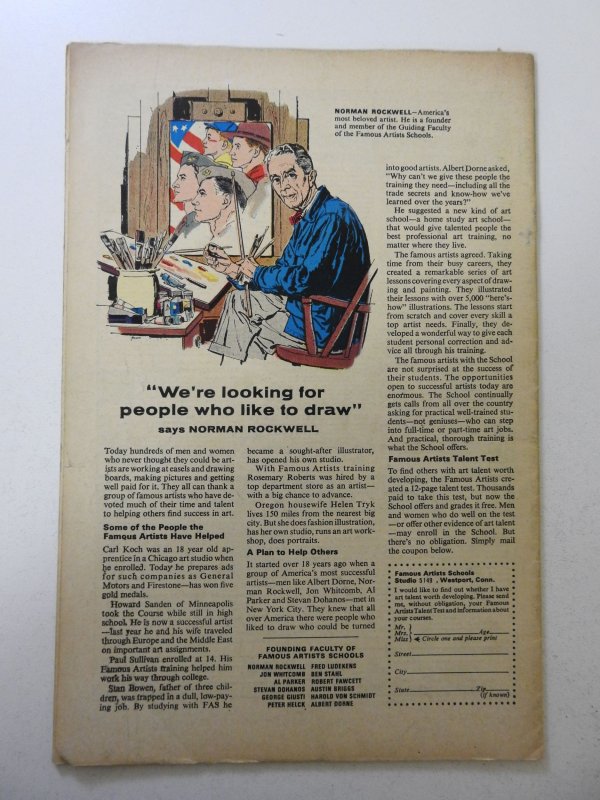 NORMAN ROCKWELL—America's
most beloved artist. He is a founder
and member of the Guiding Faculty
of the Famous Artists Schools.
"We're looking for
people who like to draw"
says NORMAN ROCKWELL
Today hundreds of men and women
who never thought they could be art-
ists are working at easels and drawing
boards, making pictures and getting
well paid for it. They all can thank a
group of famous artists who have de-
voted much of their time and talent
to helping others find success in art.
Some of the People the
Famous Artists Have Helped
Carl Koch was an 18 year old ap-
prentice in a Chicago art studio when
he enrolled. Today he prepares ads
for such companies as General
Motors and Firestone—has won five
gold medals.
Howard Sanden of Minneapolis
took the Course while still in high
school. He is now a successful artist
—last year he and his wife traveled
through Europe and the Middle East
on important art assignments.
Paul Sullivan enrolled at 14. His
Famous Artists training helped him
work his way through college.
Stan Bowen, father of three chil-
dren, was trapped in a dull, low-pay-
ing job. By studying with FAS he
became a sought-after illustrator,
has opened his own studio.
With Famous Artists training
Rosemary Roberts was hired by a
top department store as an artist—
with a big chance to advance.
Oregon housewife Helen Tryk
lives 150 miles from the nearest big
city. But she does fashion illustration,
has her own studio, runs an art work-
shop, does portraits.
A Plan to Help Others
It started over 18 years ago when a
group of America's most successful
artists—men like Albert Dorne, Nor-
man Rockwell, Jon Whitcomb, Al
Parker and Stevan Dohanos—met in
New York City. They knew that all
over America there were people who
liked to draw who could be turned
FOUNDING FACULTY OF
FAMOUS ARTISTS SCHOOLS
NORMAN ROCKWELL FRED LUDEKENS
JON WHITCOMB BEN STAHL
AL PARKER ROBERT FAWCETT
STEVAN DOHANOS AUSTIN BRIGGS
GEORGE GIUSTI HAROLD VON SCHMIDT
PETER HELCK ALBERT DORNE
into good artists. Albert Dorne asked,
"Why can't we give these people the
training they need—including all the
trade secrets and know-how we've
learned over the years?"
He suggested a new kind of art
school—a home study art school—
that would give talented people the
best professional art training, no
matter where they live.
The famous artists agreed. Taking
time from their busy careers, they
created a remarkable series of art
lessons covering every aspect of draw-
ing and painting. They illustrated
their lessons with over 5,000 "here's-
how" illustrations. The lessons start
from scratch and cover every skill a
top artist needs. Finally, they de-
veloped a wonderful way to give each
student personal correction and ad-
vice all through his training.
The famous artists with the School
are not surprised at the success of
their students. The opportunities
open to successful artists today are
enormous. The School continually
gets calls from all over the country
asking for practical well-trained stu-
dents—not geniuses—who can step
into full-time or part-time art jobs.
And practical, thorough training is
what the School offers.
Famous Artists Talent Test
To find others with art talent worth
developing, the Famous Artists cre-
ated a 12-page talent test. Thousands
paid to take this test, but now the
School offers and grades it free. Men
and women who do well on the test
—or offer other evidence of art talent
—may enroll in the School. But
there's no obligation. Simply mail
the coupon below.
Famous Artists Schools
Studio 5149, Westport, Conn.
I would like to find out whether I have
art talent worth developing. Please send
me, without obligation, your Famous
Artists Talent Test and information about
your courses.
Mr.
Mrs. Age
Miss Circle one and please print
Street
City
State Zip
(if known)